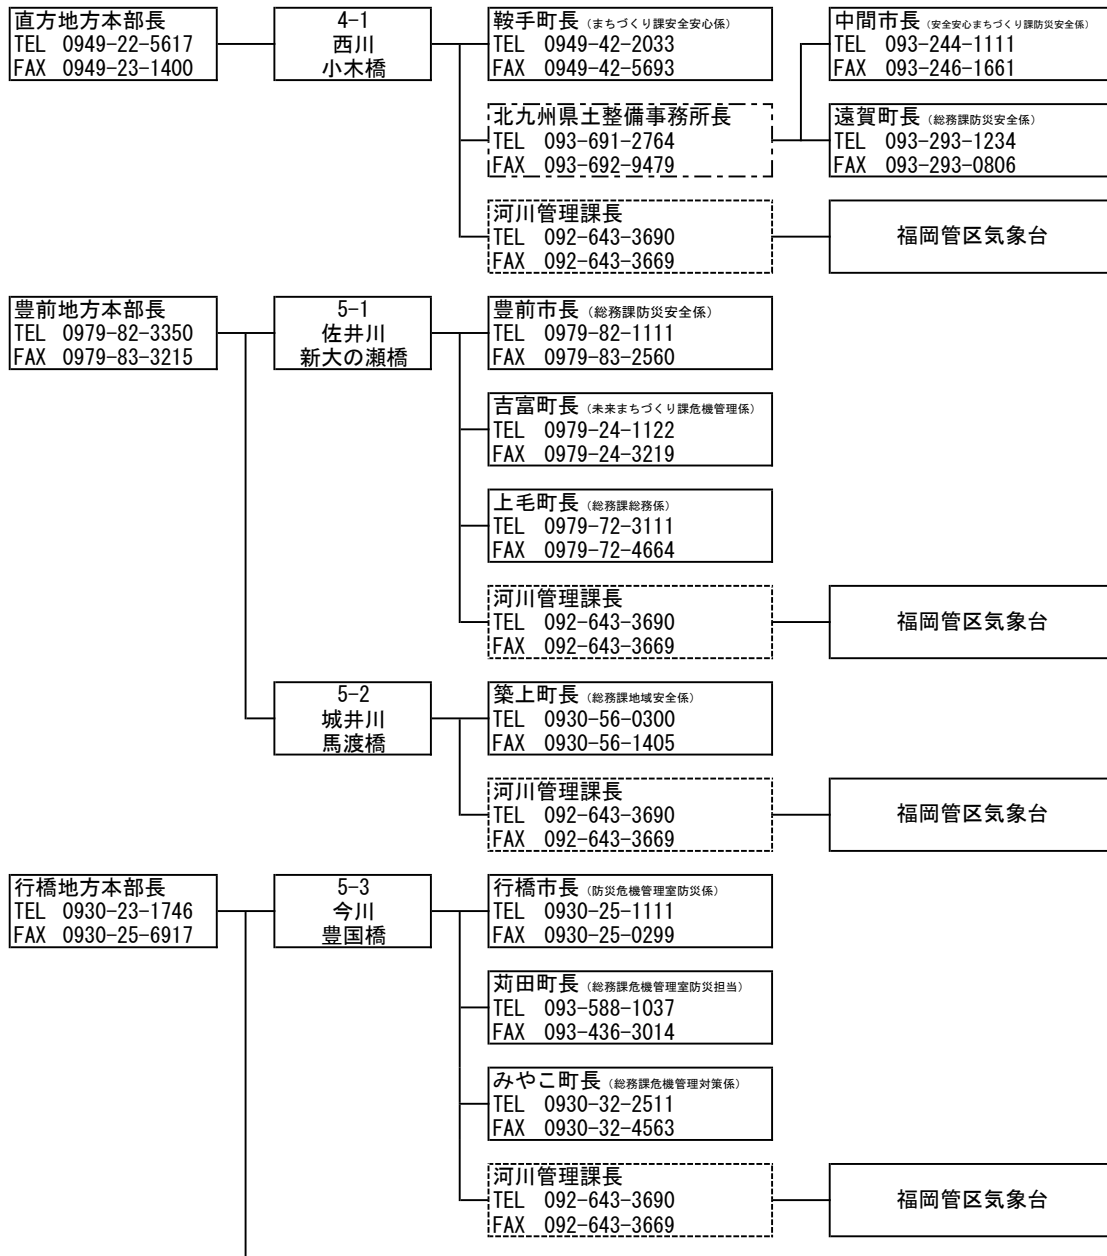 直方地方本部長
TEL 0949-22-5617
FAX 0949-23-1400
4-1
西川
小木橋
鞍手町長 (まちづくり課安全安心係)
TEL 0949-42-2033
FAX 0949-42-5693
中間市長 (安全安心まちづくり課防災安全係)
TEL 093-244-1111
FAX 093-246-1661
北九州県土整備事務所長
TEL 093-691-2764
FAX 093-692-9479
遠賀町長 (総務課防災安全係)
TEL 093-293-1234
FAX 093-293-0806
河川管理課長
TEL 092-643-3690
FAX 092-643-3669
福岡管区気象台
豊前地方本部長
TEL 0979-82-3350
FAX 0979-83-3215
5-1
佐井川
新大の瀬橋
豊前市長 (総務課防災安全係)
TEL 0979-82-1111
FAX 0979-83-2560
吉富町長 (未来まちづくり課危機管理係)
TEL 0979-24-1122
FAX 0979-24-3219
上毛町長 (総務課総務係)
TEL 0979-72-3111
FAX 0979-72-4664
河川管理課長
TEL 092-643-3690
FAX 092-643-3669
福岡管区気象台
5-2
城井川
馬渡橋
築上町長 (総務課地域安全係)
TEL 0930-56-0300
FAX 0930-56-1405
河川管理課長
TEL 092-643-3690
FAX 092-643-3669
福岡管区気象台
行橋地方本部長
TEL 0930-23-1746
FAX 0930-25-6917
5-3
今川
豊国橋
行橋市長 (防災危機管理室防災係)
TEL 0930-25-1111
FAX 0930-25-0299
苅田町長 (総務課危機管理室防災担当)
TEL 093-588-1037
FAX 093-436-3014
みやこ町長 (総務課危機管理対策係)
TEL 0930-32-2511
FAX 0930-32-4563
河川管理課長
TEL 092-643-3690
FAX 092-643-3669
福岡管区気象台